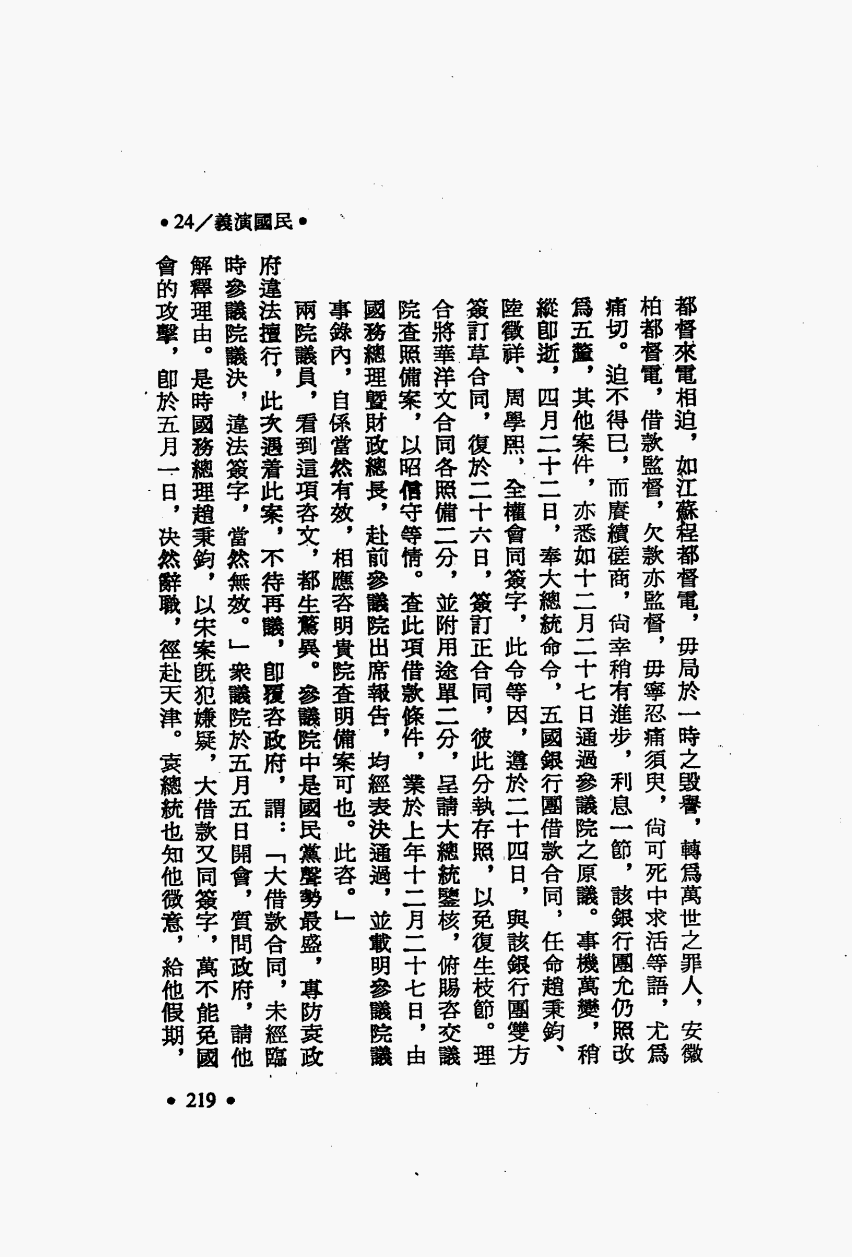 •24／義演國民•
都督來電相迫，如江蘇程都督電，毋局於一時之毀譽，轉爲萬世之罪人，安徽
柏都督電，借款監督，欠款亦監督，毋寧忍痛須臾，尙可死中求活等語，尤爲
痛切。迫不得已，而賡續磋商，尙幸稍有進步，利息一節，該銀行團允仍照改
爲五釐，其他案件，亦悉如十二月二十七日通過參議院之原議。事機萬變，稍
縱卽逝，四月二十二日，奉大總統命令，五國銀行團借款合同，任命趙秉鈞、
陸徵祥、周學熙，全權會同簽字，此令等因，遵於二十四日，與該銀行團雙方
簽訂草合同，復於二十六日，簽訂正合同，彼此分執存照，以免復生枝節。理
合將華洋文合同各照備二分，並附用途單二分，呈請大總統鑒核，俯賜咨交議
院查照備案，以昭信守等情。查此項借款條件，業於上年十二月二十七日，由
國務總理暨財政總長，赴前參議院出席報告，均經表決通過，並載明參議院議
事錄內，自係當然有效，相應咨明貴院查明備案可也。此咨。」
兩院議員，看到這項咨文，都生驚異。參議院中是國民黨聲勢最盛，專防袁政
府違法擅行，此次遇着此案，不待再議，卽覆咨政府，謂：「大借款合同，未經臨
時參議院議決，違法簽字，當然無效。」衆議院於五月五日開會，質問政府，請他
解釋理由。是時國務總理趙秉鈞，以宋案旣犯嫌疑，大借款又同簽字，萬不能免國
會的攻擊，卽於五月一日，決然辭職，徑赴天津。袁總統也知他微意，給他假期，
•219•